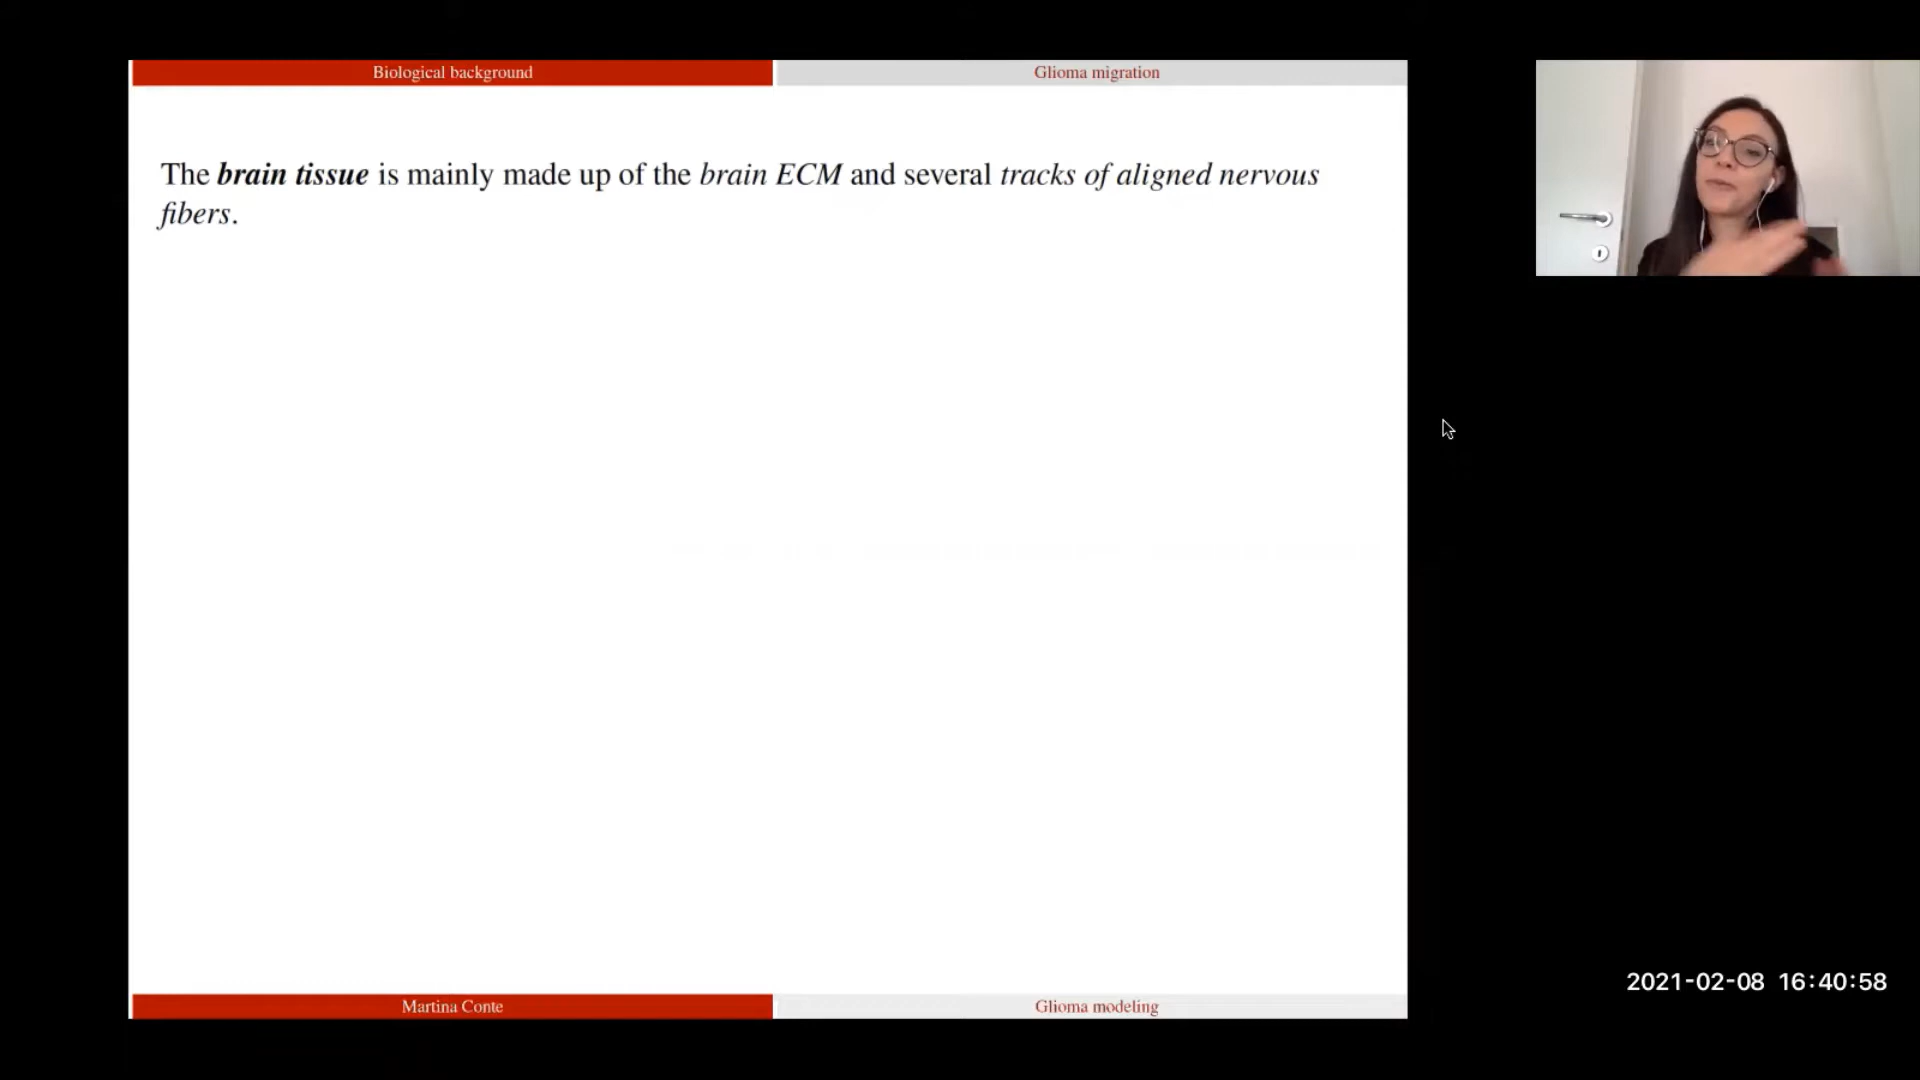 Biological background
Glioma migration
The brain tissue is mainly made up of the brain ECM and several tracks of aligned nervous
fibers.
2021-02-08 16:40:58
Martina Conte
Glioma modeling